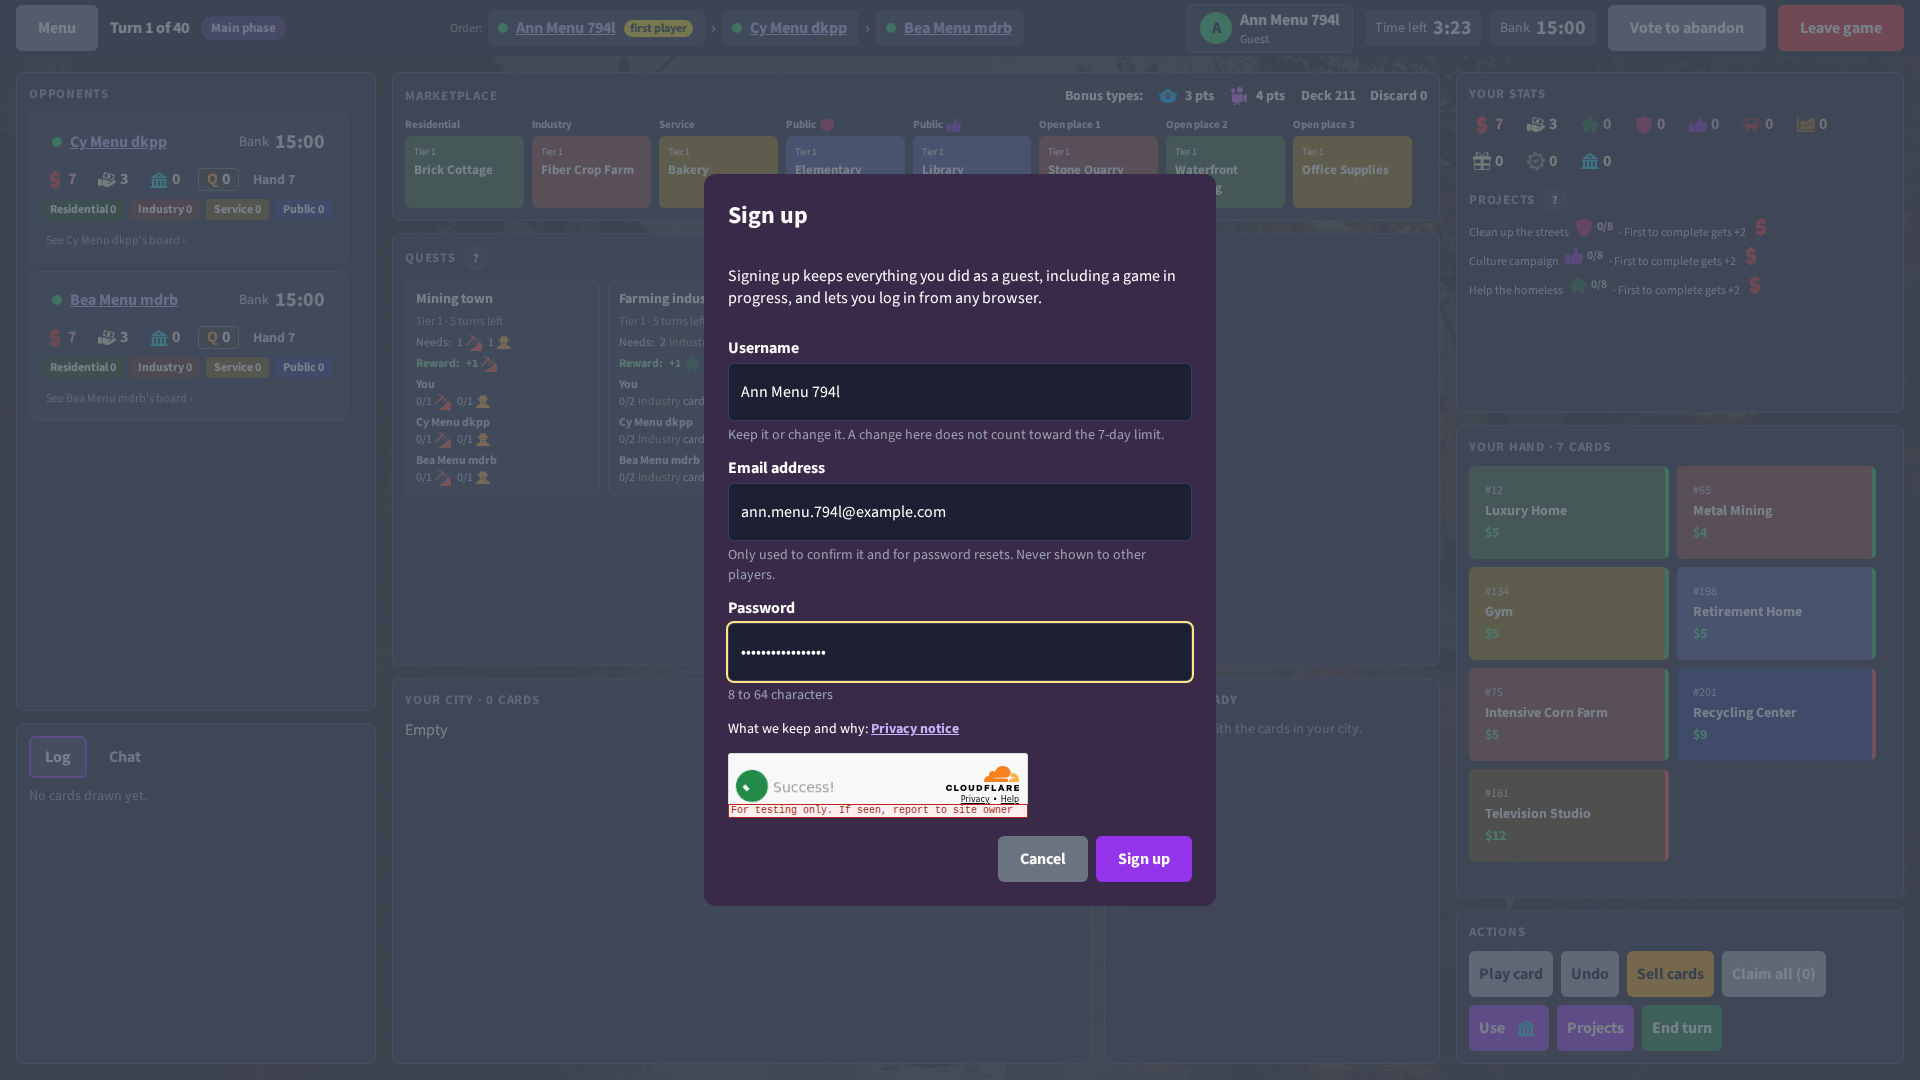 Menu
Turn 1 of 40
Main phase
Order:
Ann Menu 794l first player › Cy Menu dkpp › Bea Menu mdrb
A
Ann Menu 794l
Guest
Time left 3:23
Bank 15:00
Vote to abandon
Leave game
OPPONENTS
Cy Menu dkpp
Bank 15:00
7 3 0 Q 0 Hand 7
Residential 0 Industry 0 Service 0 Public 0
See Cy Menu dkpp's board ›
Bea Menu mdrb
Bank 15:00
7 3 0 Q 0 Hand 7
Residential 0 Industry 0 Service 0 Public 0
See Bea Menu mdrb's board ›
Log
Chat
No cards drawn yet.
MARKETPLACE
Bonus types: 3 pts 4 pts Deck 211 Discard 0
Residential
Tier 1
Brick Cottage
Industry
Tier 1
Fiber Crop Farm
Service
Tier 1
Bakery
Public
Tier 1
Elementary
Public
Tier 1
Library
Open place 1
Tier 1
Stone Quarry
Open place 2
Tier 1
Waterfront
Open place 3
Tier 1
Office Supplies
QUESTS ?
Mining town
Tier 1 · 5 turns left
Needs: 1 1
Reward: +1
You
0/1 0/1
Cy Menu dkpp
0/1 0/1
Bea Menu mdrb
0/1 0/1
Farming indus
Tier 1 · 5 turns left
Needs: 2 Industr
Reward: +1
You
0/2 Industry card
Cy Menu dkpp
0/2 Industry card
Bea Menu mdrb
0/2 Industry card
YOUR CITY · 0 CARDS
Empty
ADY
ith the cards in your city.
Sign up
Signing up keeps everything you did as a guest, including a game in
progress, and lets you log in from any browser.
Username
Ann Menu 794l
Keep it or change it. A change here does not count toward the 7-day limit.
Email address
ann.menu.794l@example.com
Only used to confirm it and for password resets. Never shown to other
players.
Password
•••••••••••••••••
8 to 64 characters
What we keep and why: Privacy notice
Success!
CLOUDFLARE
Privacy • Help
For testing only. If seen, report to site owner
Cancel
Sign up
YOUR STATS
$ 7 3 0 0 0 0 0
0 0 0
PROJECTS ?
Clean up the streets 0/8 · First to complete gets +2
Culture campaign 0/8 · First to complete gets +2
Help the homeless 0/8 · First to complete gets +2
YOUR HAND · 7 CARDS
#12
Luxury Home
$5
#65
Metal Mining
$4
#134
Gym
$5
#198
Retirement Home
$5
#75
Intensive Corn Farm
$5
#201
Recycling Center
$9
#161
Television Studio
$12
ACTIONS
Play card
Undo
Sell cards
Claim all (0)
Use
Projects
End turn